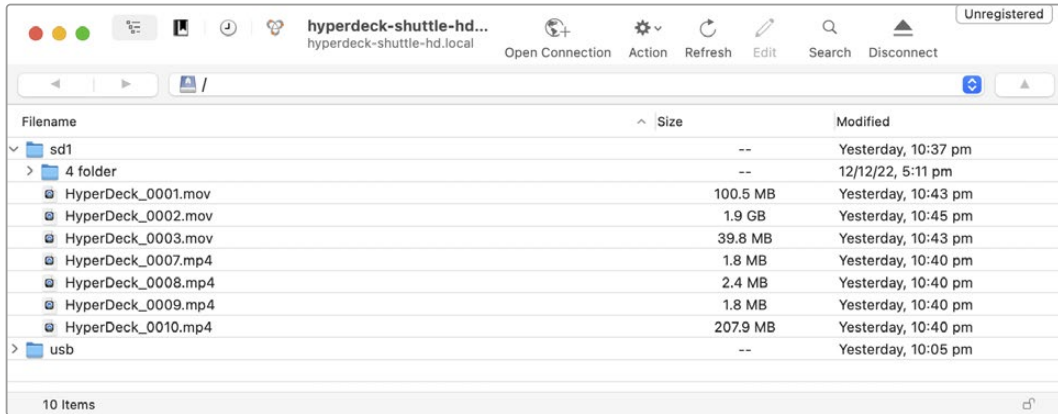 Unregistered
hyperdeck-shuttle-hd...
hyperdeck-shuttle-hd.local
Open Connection Action Refresh Edit Search Disconnect
/
Filename Size Modified
sd1 -- Yesterday, 10:37 pm
4 folder -- 12/12/22, 5:11 pm
HyperDeck_0001.mov 100.5 MB Yesterday, 10:43 pm
HyperDeck_0002.mov 1.9 GB Yesterday, 10:45 pm
HyperDeck_0003.mov 39.8 MB Yesterday, 10:43 pm
HyperDeck_0007.mp4 1.8 MB Yesterday, 10:40 pm
HyperDeck_0008.mp4 2.4 MB Yesterday, 10:40 pm
HyperDeck_0009.mp4 1.8 MB Yesterday, 10:40 pm
HyperDeck_0010.mp4 207.9 MB Yesterday, 10:40 pm
usb -- Yesterday, 10:05 pm
10 Items